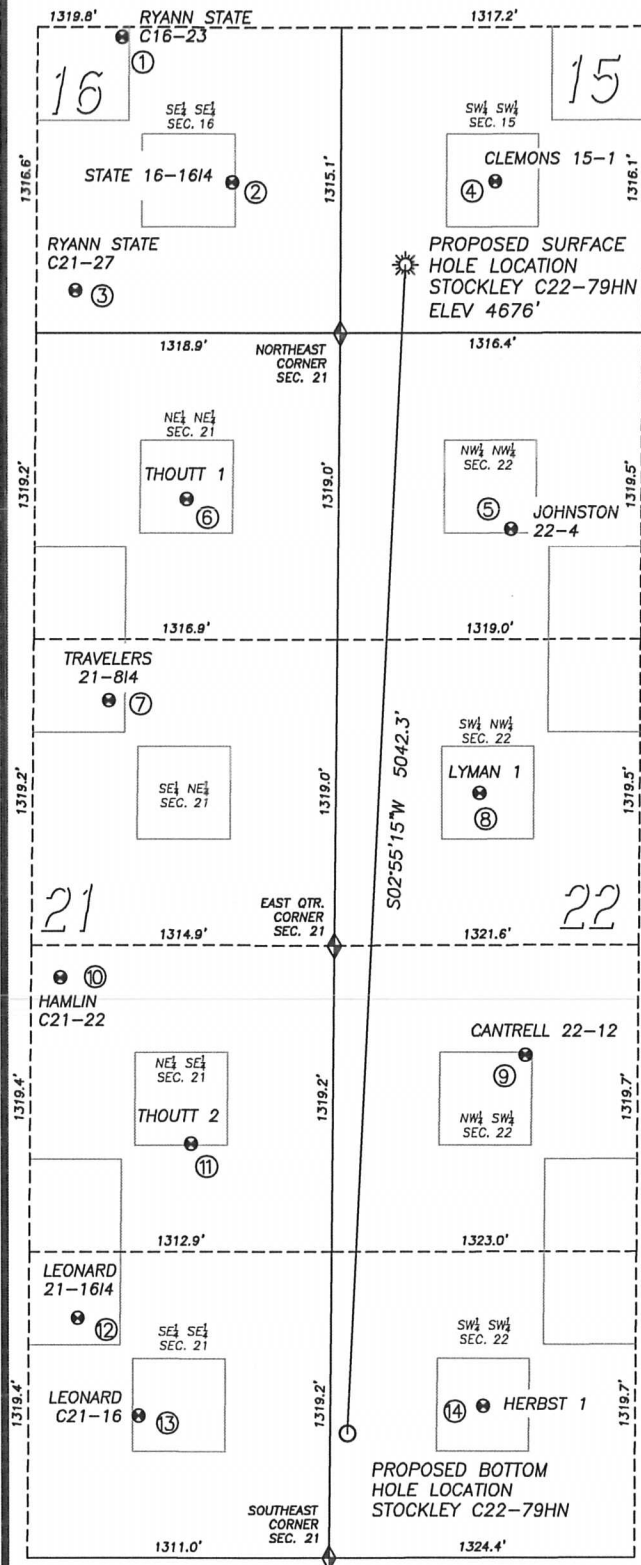 1319.8'
RYANN STATE
C16-23
①
1317.2'
16
15
SE¼ SE¼
SEC. 16
SW¼ SW¼
SEC. 15
1316.6'
STATE 16-16I4
②
1315.1'
④
CLEMONS 15-1
1316.1'
RYANN STATE
C21-27
③
PROPOSED SURFACE
HOLE LOCATION
STOCKLEY C22-79HN
ELEV 4676'
1318.9'
NORTHEAST
CORNER
SEC. 21
1316.4'
NE¼ NE¼
SEC. 21
NW¼ NW¼
SEC. 22
1319.2'
THOUTT 1
⑥
1319.0'
⑤
JOHNSTON
22-4
1319.5'
1316.9'
1319.0'
TRAVELERS
21-8I4
⑦
S02°55'15"W 5042.3'
SW¼ NW¼
SEC. 22
1319.2'
SE¼ NE¼
SEC. 21
1319.0'
LYMAN 1
⑧
1319.5'
21
22
EAST QTR.
CORNER
SEC. 21
1314.9'
1321.6'
⑩
HAMLIN
C21-22
CANTRELL 22-12
⑨
NE¼ SE¼
SEC. 21
NW¼ SW¼
SEC. 22
1319.4'
THOUTT 2
⑪
1319.2'
1319.7'
1312.9'
1323.0'
LEONARD
21-16I4
⑫
SE¼ SE¼
SEC. 21
SW¼ SW¼
SEC. 22
1319.4'
LEONARD
C21-16
⑬
1319.2'
⑭
HERBST 1
1319.7'
PROPOSED BOTTOM
HOLE LOCATION
STOCKLEY C22-79HN
SOUTHEAST
CORNER
SEC. 21
1311.0'
1324.4'